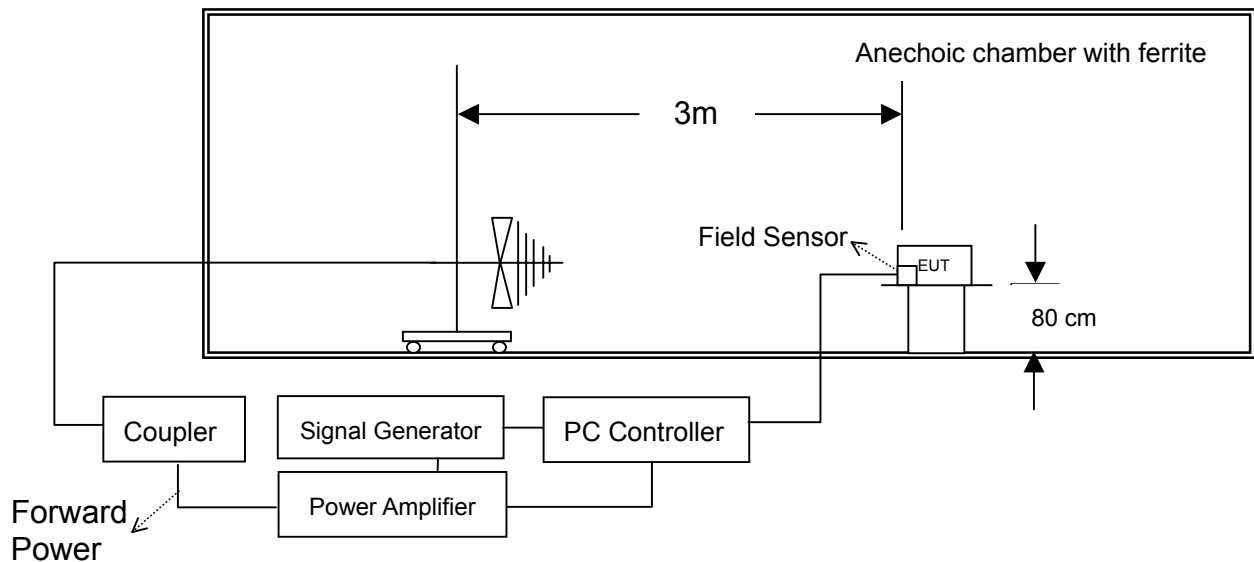 Anechoic chamber with ferrite
3m
Field Sensor
EUT
80 cm
Coupler
Signal Generator
PC Controller
Power Amplifier
Forward
Power